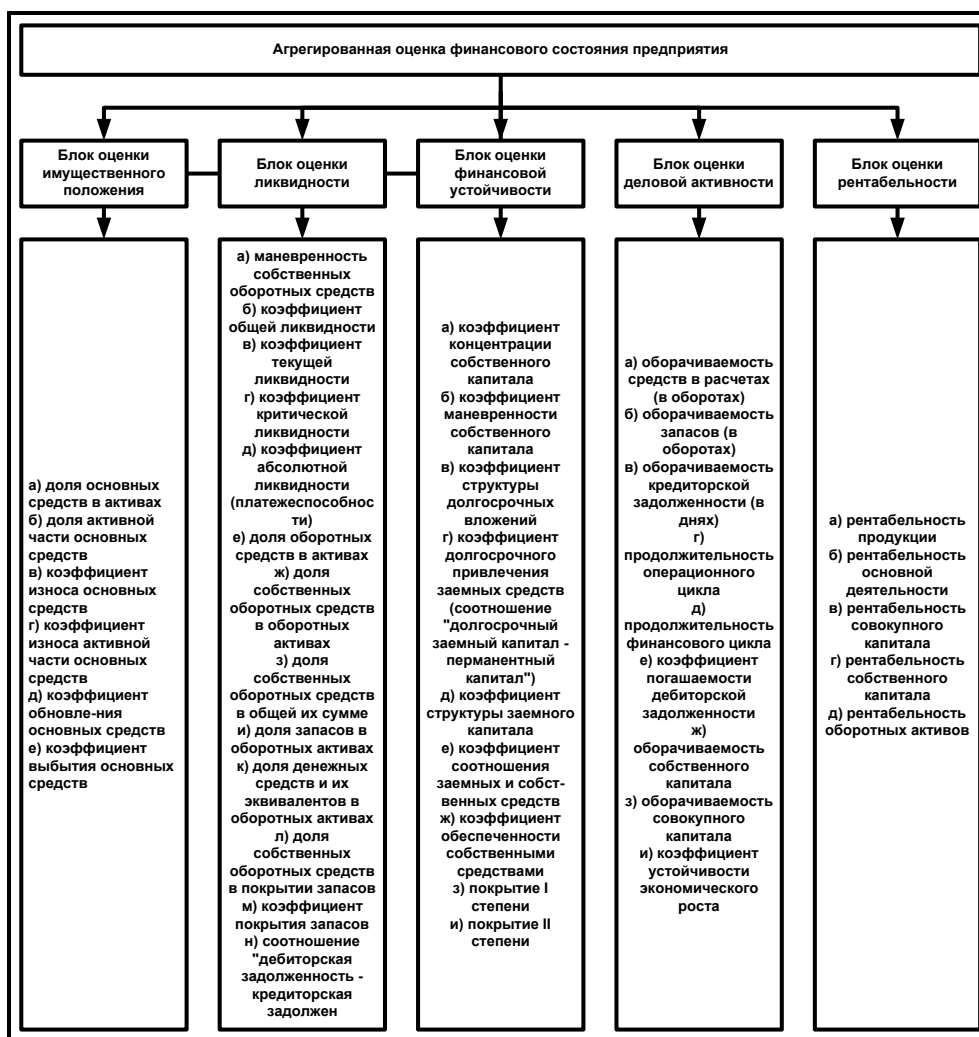 Агрегированная оценка финансового состояния предприятия
Блок оценки
имущественного
положения
Блок оценки
ликвидности
Блок оценки
финансовой
устойчивости
Блок оценки
деловой активности
Блок оценки
рентабельности
а) доля основных
средств в активах
б) доля активной
части основных
средств
в) коэффициент
износа основных
средств
г) коэффициент
износа активной
части основных
средств
д) коэффициент
обновле-ния
основных средств
е) коэффициент
выбытия основных
средств
а) маневренность
собственных
оборотных средств
б) коэффициент
общей ликвидности
в) коэффициент
текущей
ликвидности
г) коэффициент
критической
ликвидности
д) коэффициент
абсолютной
ликвидности
(платежеспособнос
ти)
е) доля оборотных
средств в активах
ж) доля
собственных
оборотных средств
в оборотных
активах
з) доля
собственных
оборотных средств
в общей их сумме
и) доля запасов в
оборотных активах
к) доля денежных
средств и их
эквивалентов в
оборотных активах
л) доля
собственных
оборотных средств
в покрытии запасов
м) коэффициент
покрытия запасов
н) соотношение
"дебиторская
задолженность -
кредиторская
задолжен
а) коэффициент
концентрации
собственного
капитала
б) коэффициент
маневренности
собственного
капитала
в) коэффициент
структуры
долгосрочных
вложений
г) коэффициент
долгосрочного
привлечения
заемных средств
(соотношение
"долгосрочный
заемный капитал -
перманентный
капитал")
д) коэффициент
структуры заемного
капитала
е) коэффициент
соотношения
заемных и собст-
венных средств
ж) коэффициент
обеспеченности
собственными
средствами
з) покрытие I
степени
и) покрытие II
степени
а) оборачиваемость
средств в расчетах
(в оборотах)
б) оборачиваемость
запасов (в
оборотах)
в) оборачиваемость
кредиторской
задолженности (в
днях)
г)
продолжительность
операционного
цикла
д)
продолжительность
финансового цикла
е) коэффициент
погашаемости
дебиторской
задолженности
ж)
оборачиваемость
собственного
капитала
з) оборачиваемость
совокупного
капитала
и) коэффициент
устойчивости
экономического
роста
а) рентабельность
продукции
б) рентабельность
основной
деятельности
в) рентабельность
совокупного
капитала
г) рентабельность
собственного
капитала
д) рентабельность
оборотных активов